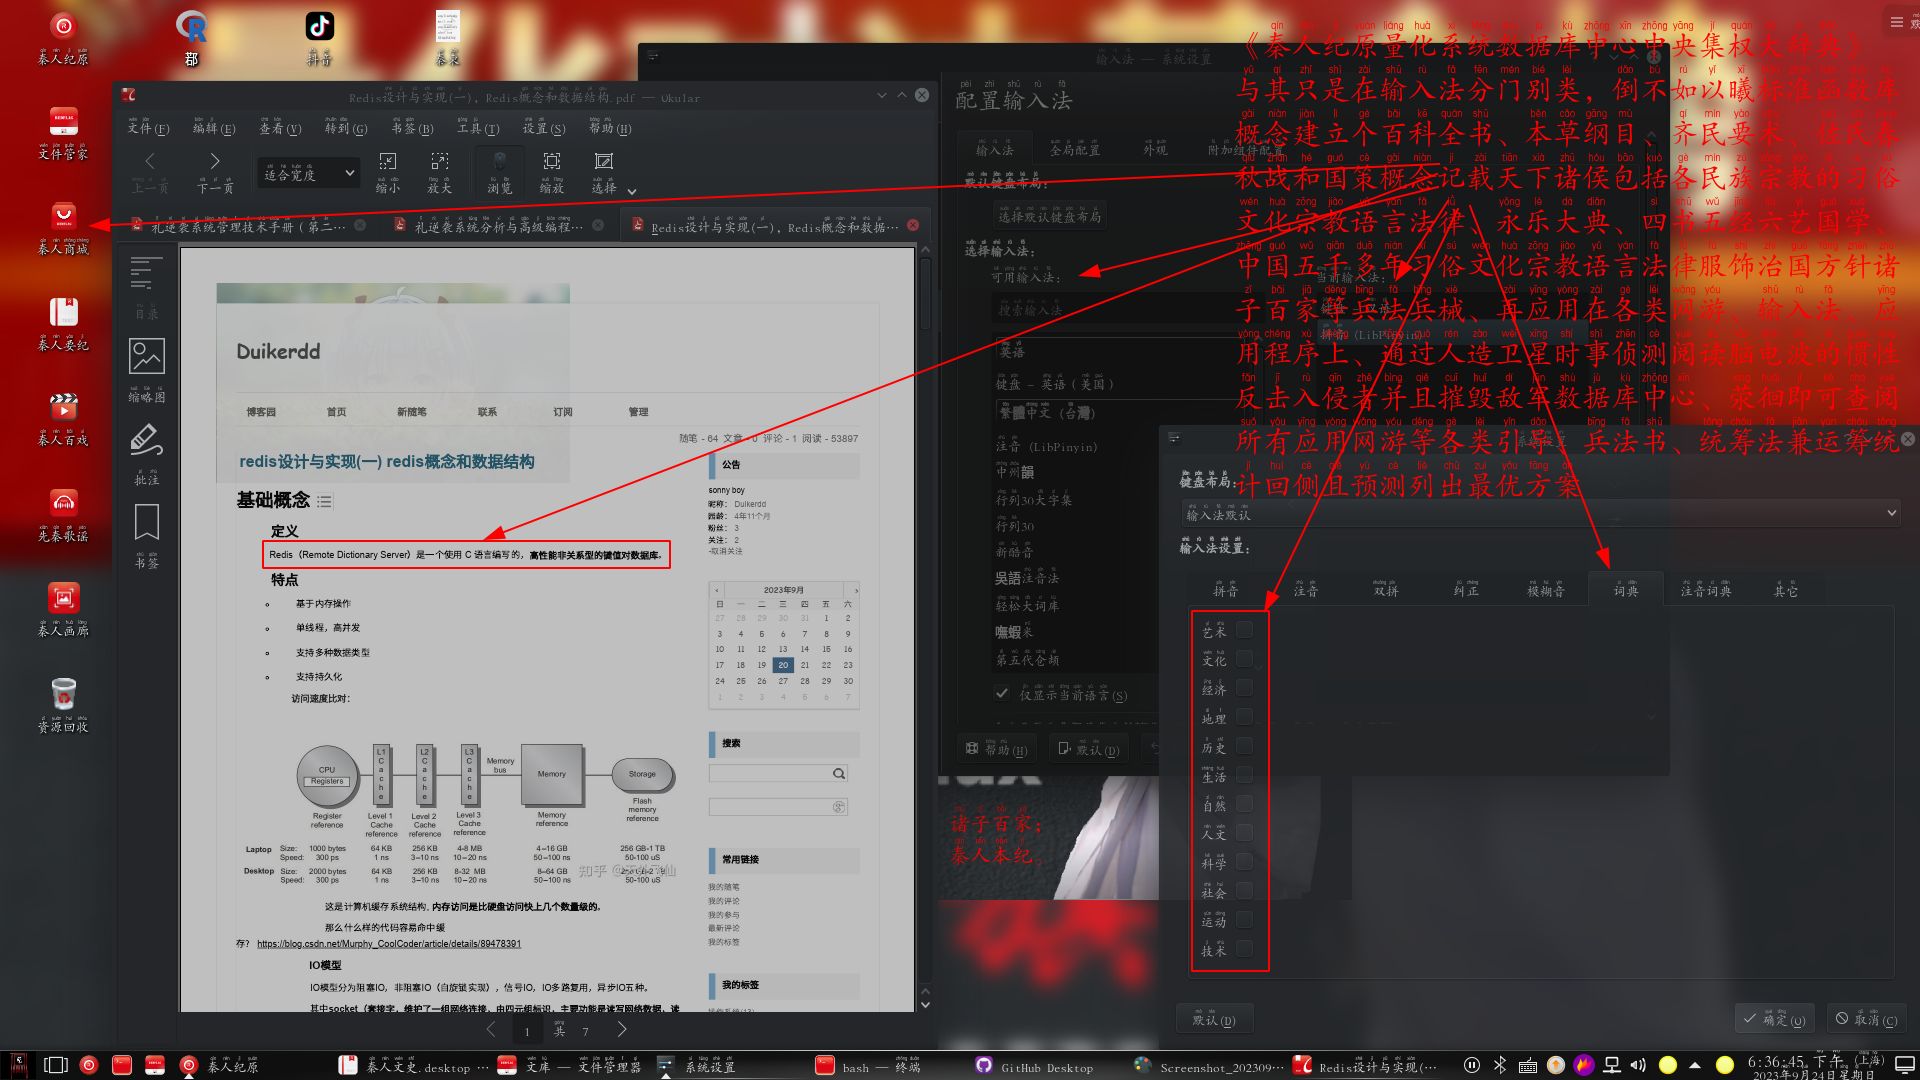 秦人纪原
文件管家
秦人商城
秦人要纪
秦人百戏
先秦歌谣
秦人画廊
资源回收
抖音
Redis设计与实现(一), Redis概念和数据结构.pdf — Okular
文件(F) 编辑(E) 查看(V) 转到(G) 书签(B) 工具(T) 设置(S) 帮助(H)
上一页 下一页 适合宽度 缩小 放大 浏览 缩放 选择
礼逆袭系统管理技术手册（第二···
礼逆袭系统分析与高级编程···
Redis设计与实现(一), Redis概念和数据···
目录
缩略图
批注
书签
Duikerdd
博客园 首页 新随笔 联系 订阅 管理
随笔 - 64 文章 - 0 评论 - 1 阅读 - 53897
redis设计与实现(一) redis概念和数据结构
基础概念
定义
Redis（Remote Dictionary Server）是一个使用 C 语言编写的，高性能非关系型的键值对数据库。
特点
基于内存操作
单线程，高并发
支持多种数据类型
支持持久化
访问速度比对：
CPU
Registers
L1 Cache
L2 Cache
L3 Cache
Memory bus
Memory
Storage
Register reference
Level 1 Cache reference
Level 2 Cache reference
Level 3 Cache reference
Memory reference
Flash memory reference
Laptop Size: 1000 bytes 64 KB 256 KB 4-8 MB 4–16 GB 256 GB-1 TB
Speed: 300 ps 1 ns 3–10 ns 10–20 ns 50–100 ns 50-100 uS
Desktop Size: 2000 bytes 64 KB 256 KB 8-32 MB 8–64 GB
Speed: 300 ps 1 ns 3–10 ns 10–20 ns 50–100 ns 50-100 uS
这是计算机缓存系统结构, 内存访问是比硬盘访问快上几个数量级的。
那么什么样的代码容易命中缓
存? https://blog.csdn.net/Murphy_CoolCoder/article/details/89478391
IO模型
IO模型分为阻塞IO，非阻塞IO（自旋锁实现），信号IO，IO多路复用，异步IO五种。
其中socket（套接字，维护了一组网络连接，由四元组标识，主要功能是读写网络数据，读
公告
sonny boy
昵称： Duikerdd
园龄： 4年11个月
粉丝： 3
关注： 2
-取消关注
< 2023年9月 >
日 一 二 三 四 五 六
27 28 29 30 31 1 2
3 4 5 6 7 8 9
10 11 12 13 14 15 16
17 18 19 20 21 22 23
24 25 26 27 28 29 30
1 2 3 4 5 6 7
搜索
常用链接
我的随笔
我的评论
我的参与
最新评论
我的标签
我的标签
1 共 7
输入法 — 系统设置
配置输入法
输入法 全局配置 外观 附加组件配置
默认键盘布局：
选择默认键盘布局
选择输入法：
可用输入法：
当前输入法：
搜索输入法
英语
键盘 - 英语（美国）
繁體中文（台灣）
注音 (LibPinyin)
中州韻
行列30大字集
行列30
新酷音
吳語注音法
轻松大词库
嘸蝦米
第五代仓颉
仅显示当前语言(S)
帮助(H) 默认(D)
《秦人纪原量化系统数据库中心中央集权大辞典》
与其只是在输入法分门别类，倒不如以曦标准函数库
概念建立个百科全书、本草纲目、齐民要术、
秋战和国策概念记载天下诸侯包括各民族宗教的习俗
文化宗教语言法律、永乐大典、四书五经六艺国学、
中国五千多年习俗文化宗教语言法律服饰治国方针诸
子百家等兵法兵械、再应用在各类网游、输入法、应
用程序上、通过人造卫星时事侦测阅读脑电波的惯性
反击入侵者并且摧毁敌军数据库中心、萦徊即可查阅
所有应用网游等各类引擎、兵法书、统筹法兼运筹统
计回侧且预测列出最优方案
诸子百家；
秦人本纪。
键盘布局：
输入法默认
输入法设置：
拼音 注音 双拼 纠正 模糊音 词典 注音词典 其它
艺术
文化
经济
地理
历史
生活
自然
人文
科学
社会
运动
技术
默认(D) 确定(O) 取消(C)
秦人纪原
秦人文史.desktop ···
文库 — 文件管理器
系统设置
bash — 终端
GitHub Desktop
Screenshot_202309···
Redis设计与实现(···
6:36:45 下午 (上海)
2023年9月24日星期日